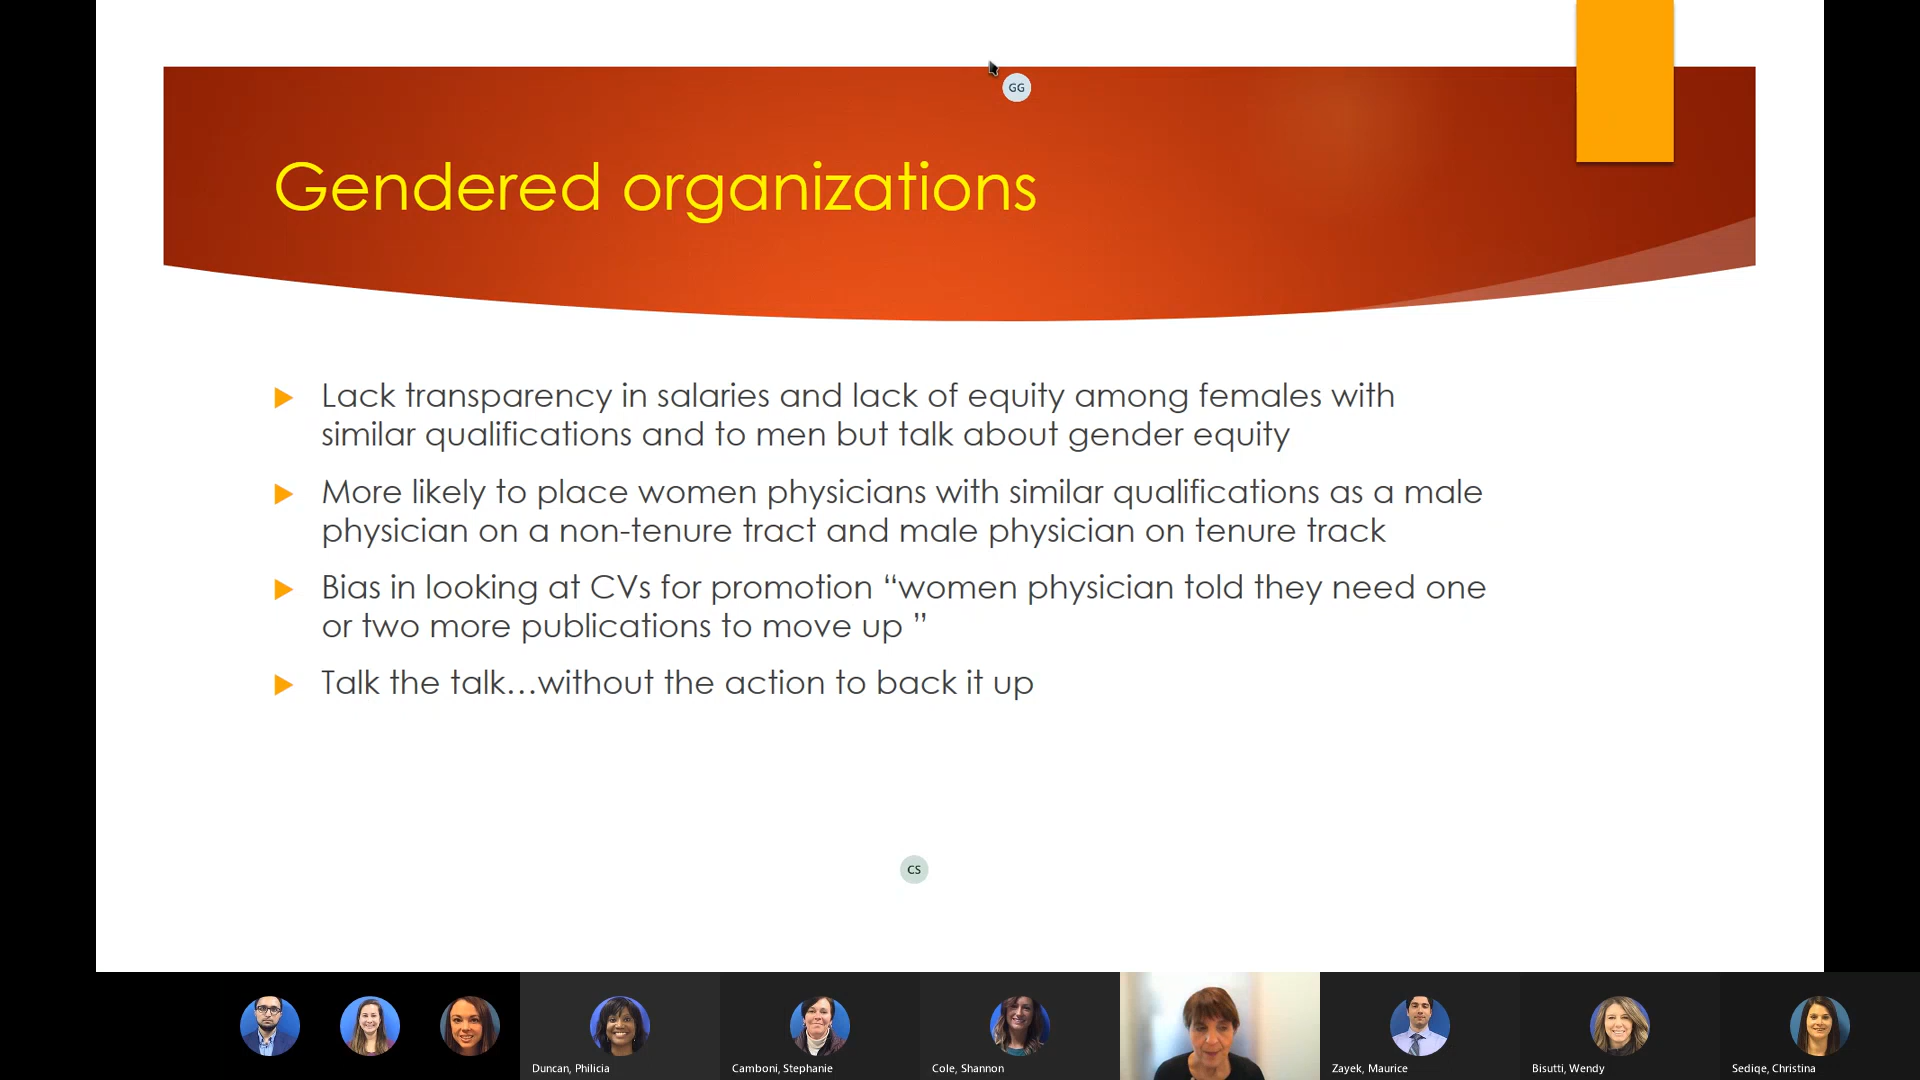 GG
Gendered organizations
Lack transparency in salaries and lack of equity among females with
similar qualifications and to men but talk about gender equity
More likely to place women physicians with similar qualifications as a male
physician on a non-tenure tract and male physician on tenure track
Bias in looking at CVs for promotion “women physician told they need one
or two more publications to move up ”
Talk the talk…without the action to back it up
CS
Duncan, Philicia
Camboni, Stephanie
Cole, Shannon
Zayek, Maurice
Bisutti, Wendy
Sediqe, Christina